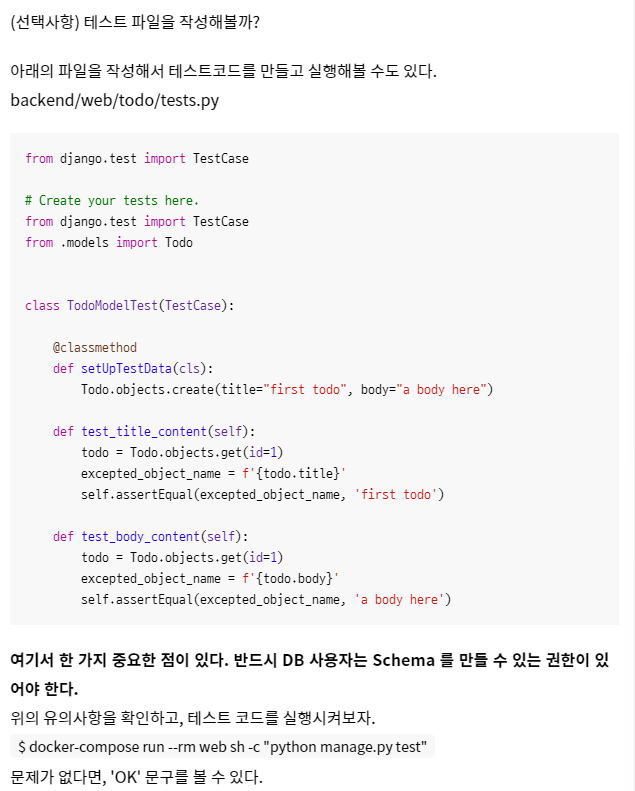 (선택사항) 테스트 파일을 작성해볼까?
아래의 파일을 작성해서 테스트코드를 만들고 실행해볼 수도 있다.
backend/web/todo/tests.py
from django.test import TestCase
# Create your tests here.
from django.test import TestCase
from .models import Todo
class TodoModelTest(TestCase):
    @classmethod
    def setUpTestData(cls):
        Todo.objects.create(title="first todo", body="a body here")
    def test_title_content(self):
        todo = Todo.objects.get(id=1)
        excepted_object_name = f'{todo.title}'
        self.assertEqual(excepted_object_name, 'first todo')
    def test_body_content(self):
        todo = Todo.objects.get(id=1)
        excepted_object_name = f'{todo.body}'
        self.assertEqual(excepted_object_name, 'a body here')
여기서 한 가지 중요한 점이 있다. 반드시 DB 사용자는 Schema 를 만들 수 있는 권한이 있
어야 한다.
위의 유의사항을 확인하고, 테스트 코드를 실행시켜보자.
$ docker-compose run --rm web sh -c "python manage.py test"
문제가 없다면, 'OK' 문구를 볼 수 있다.